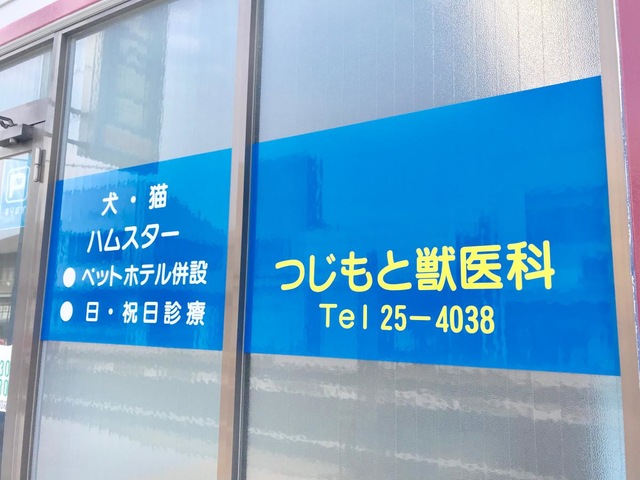 犬・猫
ハムスター
●ペットホテル併設
●日・祝日診療
つじもと獣医科
Tel 25-4038